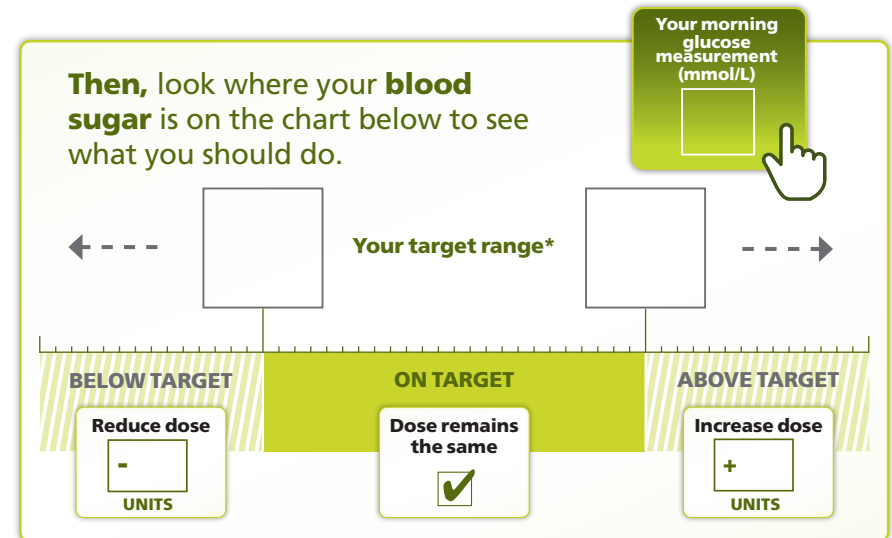 Your morning
glucose
measurement
(mmol/L)
Then, look where your blood
sugar is on the chart below to see
what you should do.
Your target range*
BELOW TARGET
ON TARGET
ABOVE TARGET
Reduce dose
-
UNITS
Dose remains
the same
Increase dose
+
UNITS